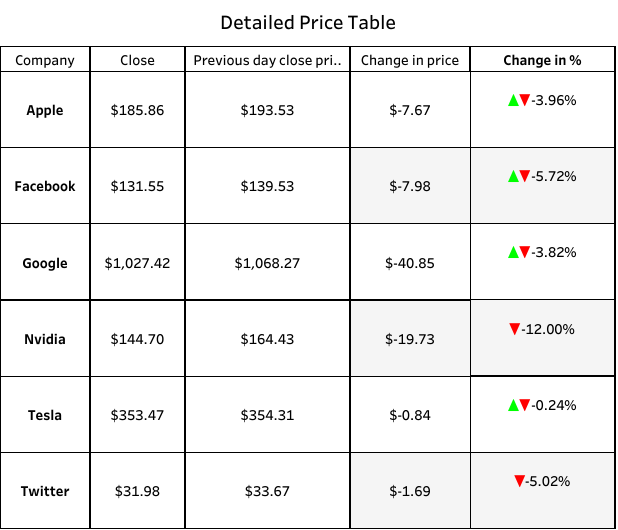 Detailed Price Table
Company Close Previous day close pri.. Change in price Change in %
Apple $185.86 $193.53 $-7.67 ▲▼-3.96%
Facebook $131.55 $139.53 $-7.98 ▲▼-5.72%
Google $1,027.42 $1,068.27 $-40.85 ▲▼-3.82%
Nvidia $144.70 $164.43 $-19.73 ▼-12.00%
Tesla $353.47 $354.31 $-0.84 ▲▼-0.24%
Twitter $31.98 $33.67 $-1.69 ▼-5.02%